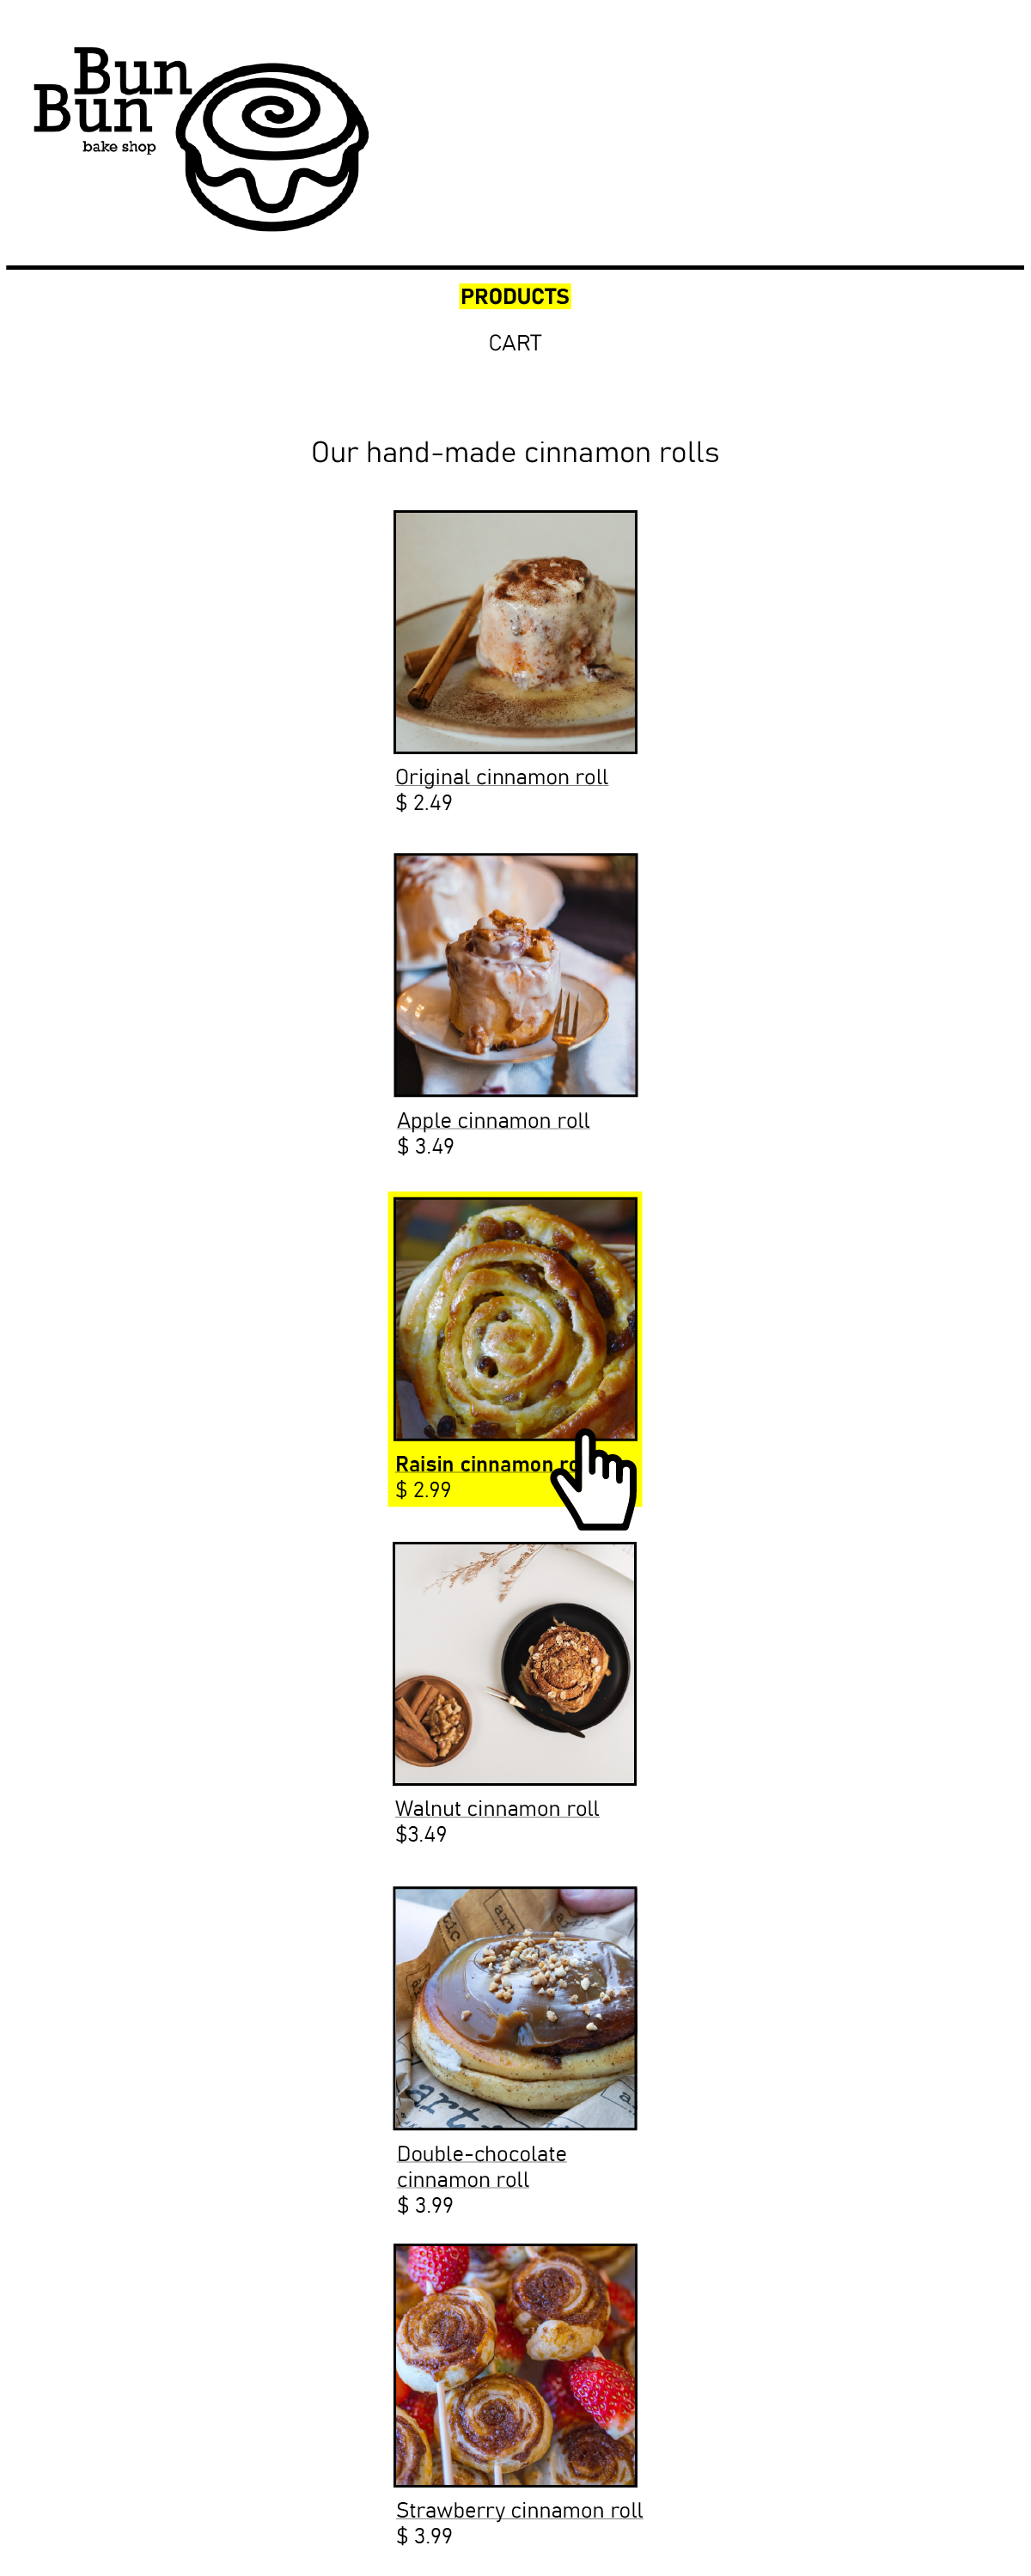 Bun
Bun
bake shop
PRODUCTS
CART
Our hand-made cinnamon rolls
Original cinnamon roll
$ 2.49
Apple cinnamon roll
$ 3.49
Raisin cinnamon
$ 2.99
Walnut cinnamon roll
$3.49
Double-chocolate
cinnamon roll
$ 3.99
Strawberry cinnamon roll
$ 3.99